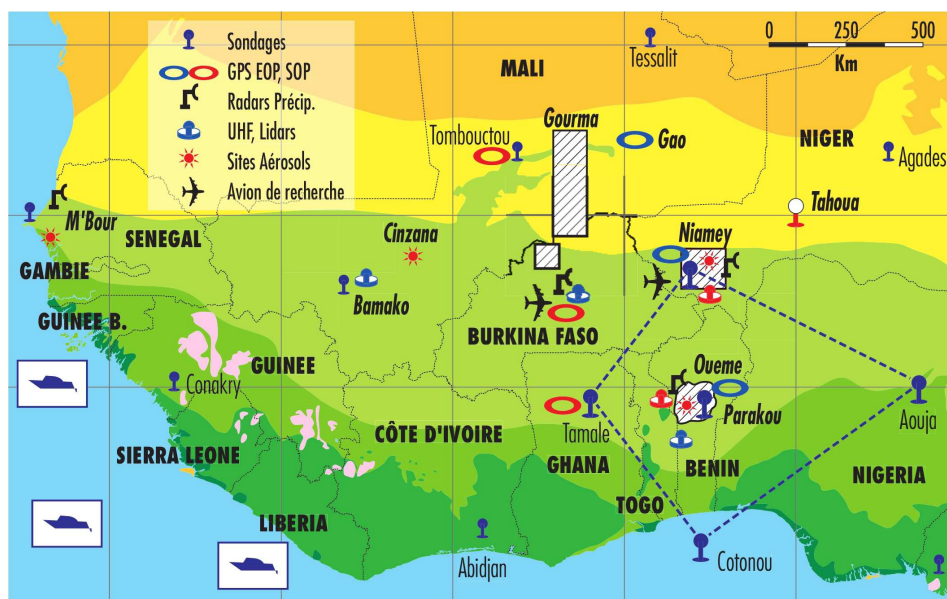 Sondages
GPS EOP, SOP
Radars Précip.
UHF, Lidars
Sites Aérosols
Avion de recherche
0 250 500
Km
Tessalit
MALI
Gourma
Tombouctou
Gao
NIGER
Agades
Tahoua
M'Bour
SENEGAL
Cinzana
Niamey
GAMBIE
Bamako
GUINEE B.
BURKINA FASO
GUINEE
Conakry
Oueme
Parakou
Tamale
Aouja
CÔTE D'IVOIRE
SIERRA LEONE
GHANA
BENIN
NIGERIA
TOGO
LIBERIA
Abidjan
Cotonou